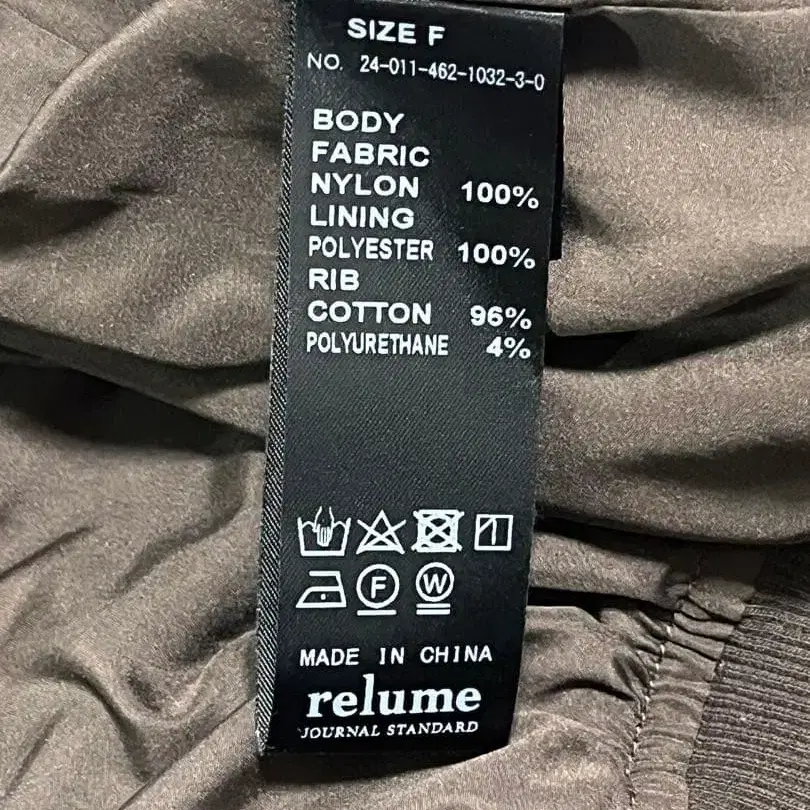 SIZE F
NO. 24-011-462-1032-3-0
BODY
FABRIC
NYLON 100%
LINING
POLYESTER 100%
RIB
COTTON 96%
POLYURETHANE 4%
F W
MADE IN CHINA
relume
JOURNAL STANDARD